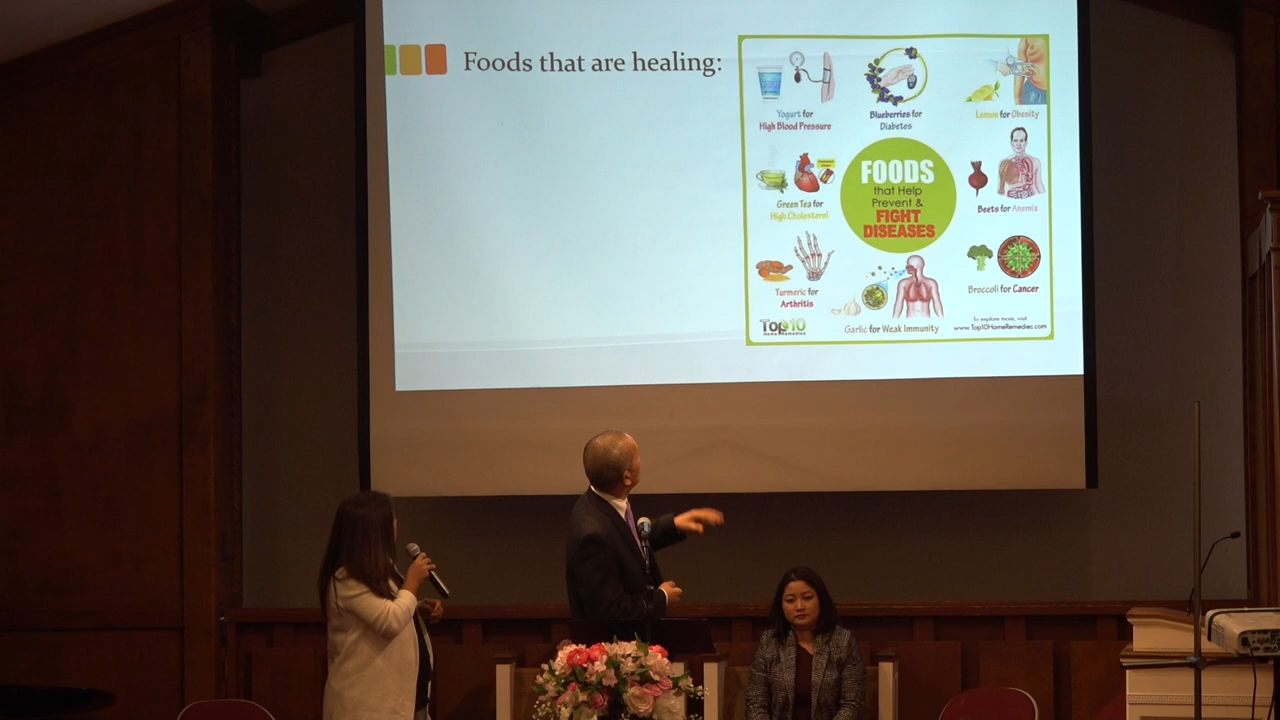 Foods that are healing:
Yogurt for
High Blood Pressure
Blueberries for
Diabetes
Lemon for Obesity
Green Tea for
High Cholesterol
FOODS
that Help
Prevent &
FIGHT
DISEASES
Beets for Anemia
Turmeric for
Arthritis
Broccoli for Cancer
Top10
Home Remedies
Garlic for Weak Immunity
To explore more, visit
www.Top10HomeRemedies.com